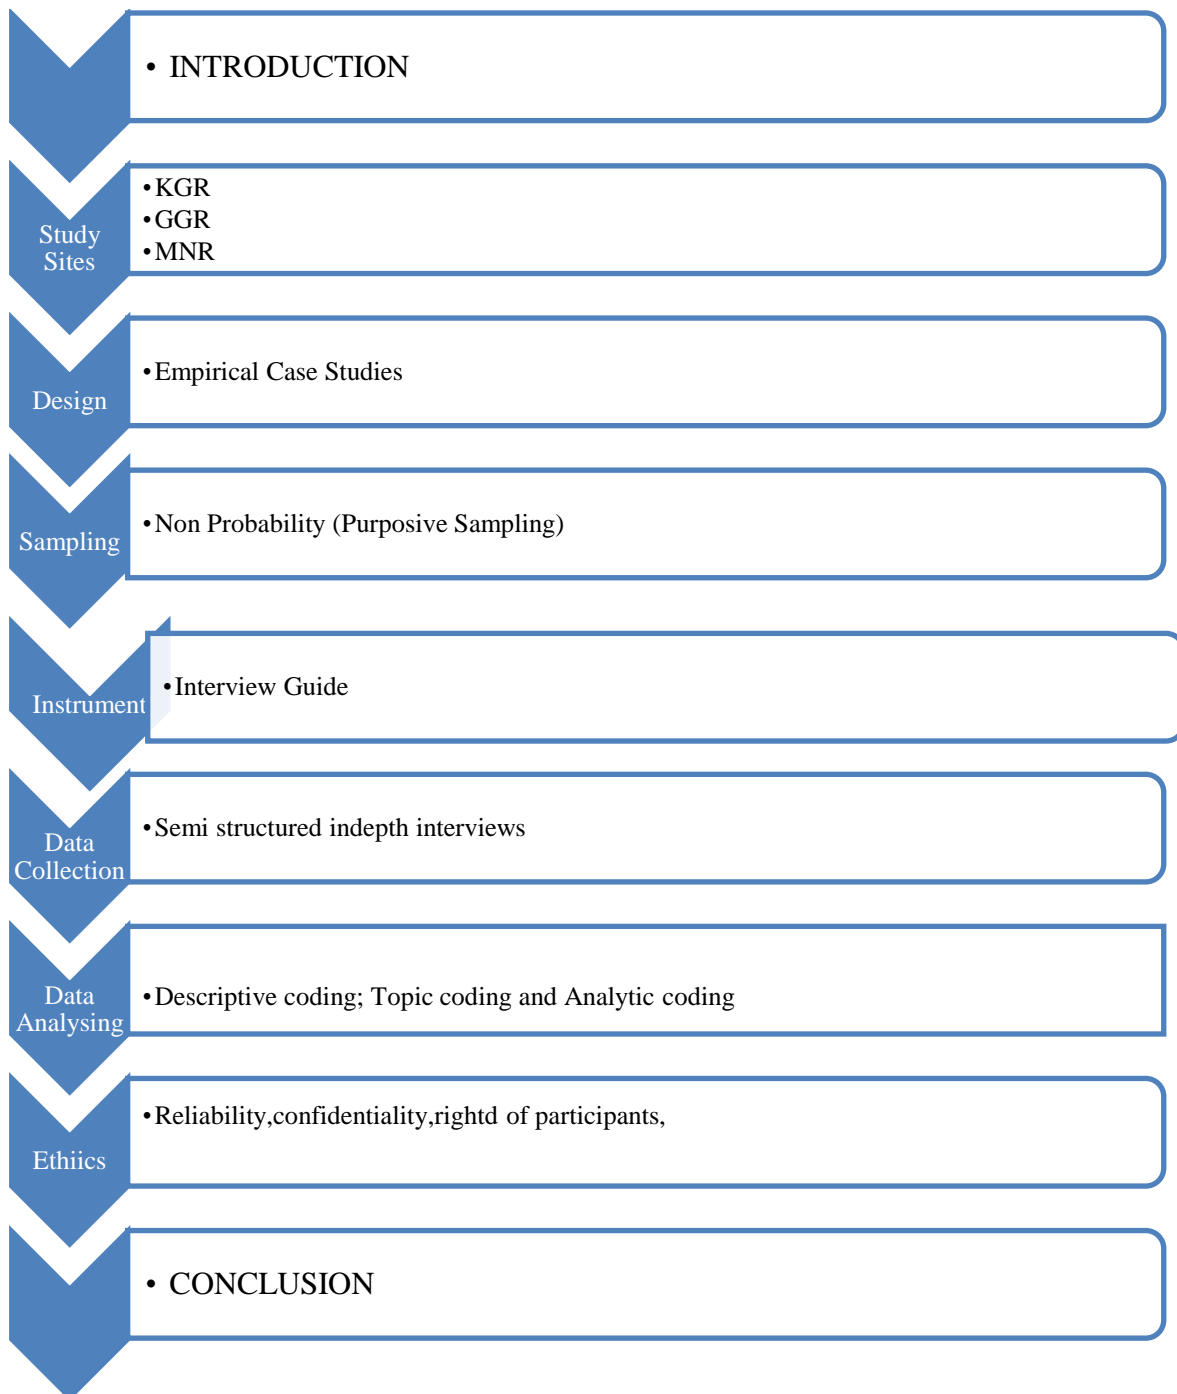 • INTRODUCTION
Study
Sites
•KGR
•GGR
•MNR
Design
•Empirical Case Studies
Sampling
•Non Probability (Purposive Sampling)
Instrument
•Interview Guide
Data
Collection
•Semi structured indepth interviews
Data
Analysing
•Descriptive coding; Topic coding and Analytic coding
Ethiics
•Reliability,confidentiality,rightd of participants,
• CONCLUSION